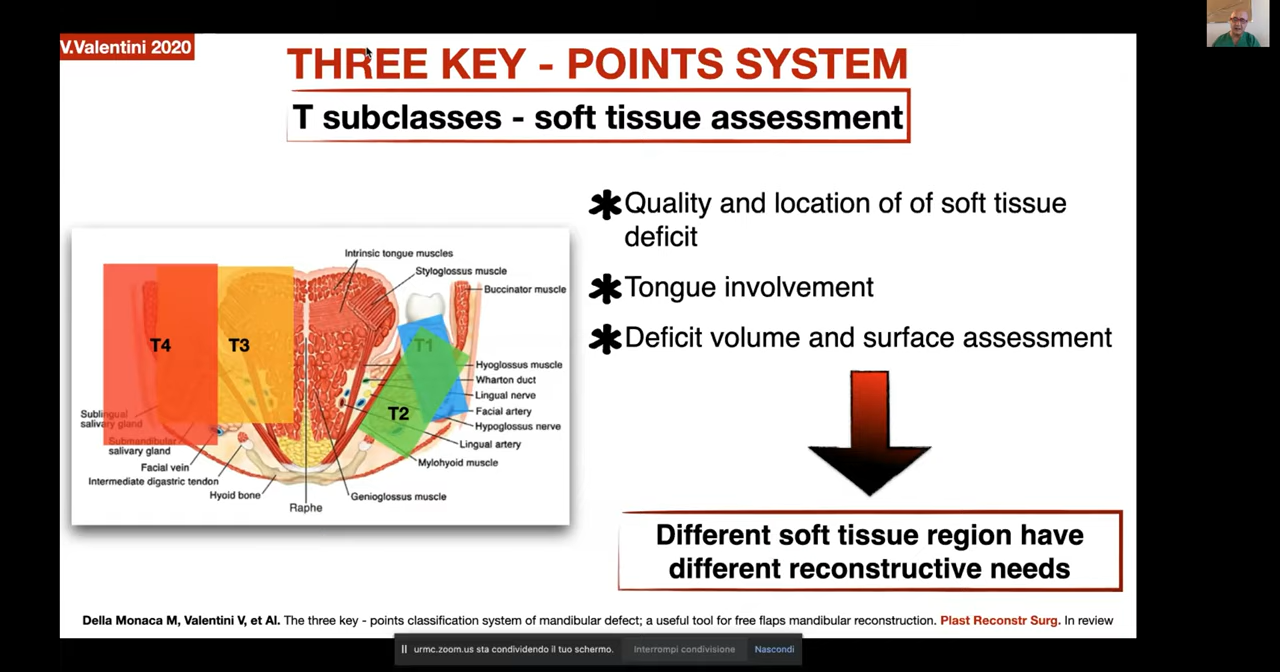 V.Valentini 2020
THREE KEY - POINTS SYSTEM
T subclasses - soft tissue assessment
✱Quality and location of of soft tissue
deficit
✱Tongue involvement
✱Deficit volume and surface assessment
Different soft tissue region have
different reconstructive needs
Intrinsic tongue muscles
Styloglossus muscle
Buccinator muscle
T4
T3
T1
T2
Hyoglossus muscle
Wharton duct
Lingual nerve
Facial artery
Hypoglossus nerve
Lingual artery
Mylohyoid muscle
Sublingual
salivary gland
Submandibular
salivary gland
Facial vein
Intermediate digastric tendon
Hyoid bone
Raphe
Genioglossus muscle
Della Monaca M, Valentini V, et Al. The three key - points classification system of mandibular defect; a useful tool for free flaps mandibular reconstruction. Plast Reconstr Surg. In review
urmc.zoom.us sta condividendo il tuo schermo. Interrompi condivisione Nascondi